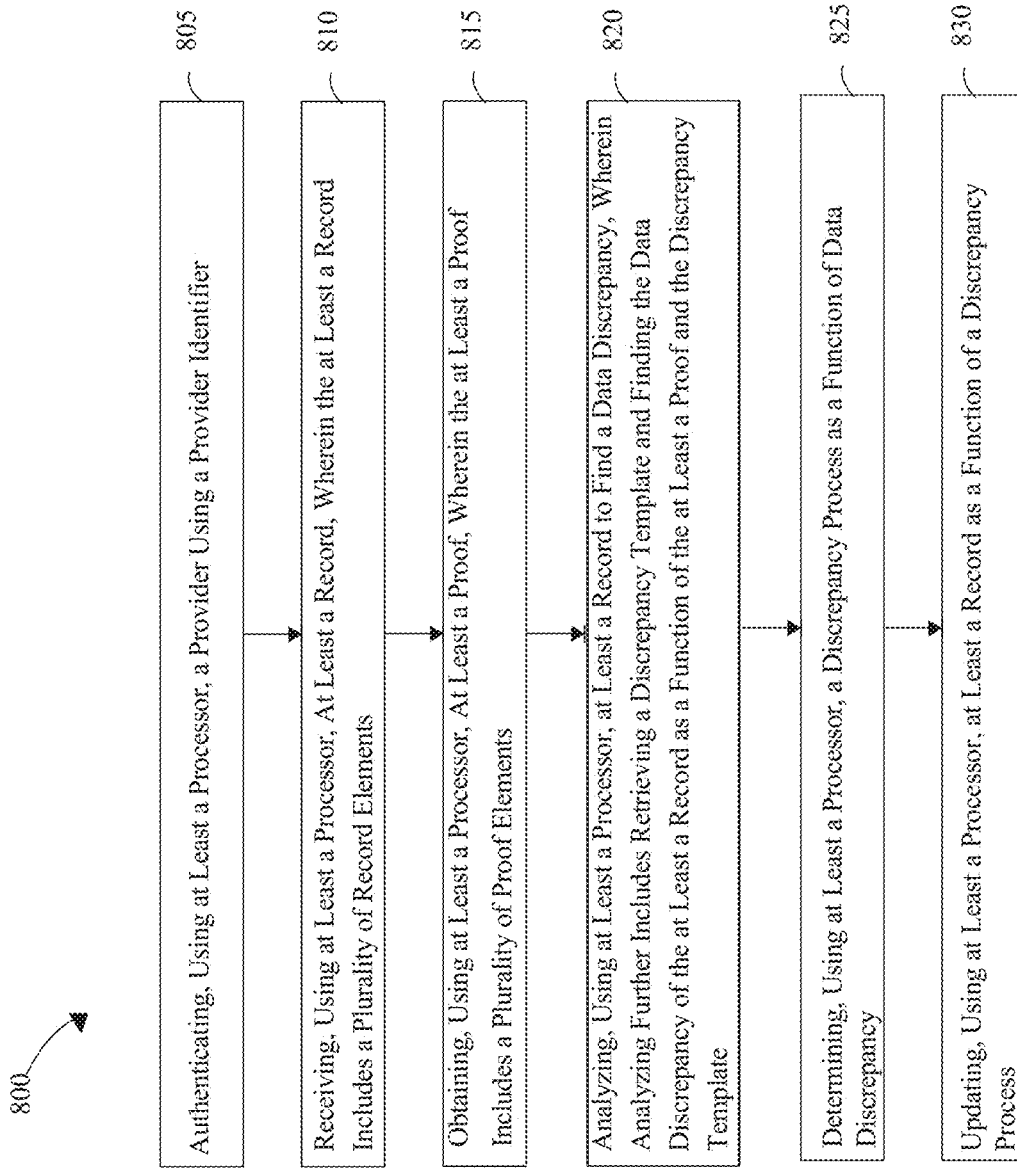 800
Authenticating, Using at Least a Processor, a Provider Using a Provider Identifier
805
Receiving, Using at Least a Processor, At Least a Record, Wherein the at Least a Record
Includes a Plurality of Record Elements
810
Obtaining, Using at Least a Processor, At Least a Proof, Wherein the at Least a Proof
Includes a Plurality of Proof Elements
815
Analyzing, Using at Least a Processor, at Least a Record to Find a Data Discrepancy, Wherein
Analyzing Further Includes Retrieving a Discrepancy Template and Finding the Data
Discrepancy of the at Least a Record as a Function of the at Least a Proof and the Discrepancy
Template
820
Determining, Using at Least a Processor, a Discrepancy Process as a Function of Data
Discrepancy
825
Updating, Using at Least a Processor, at Least a Record as a Function of a Discrepancy
Process
830